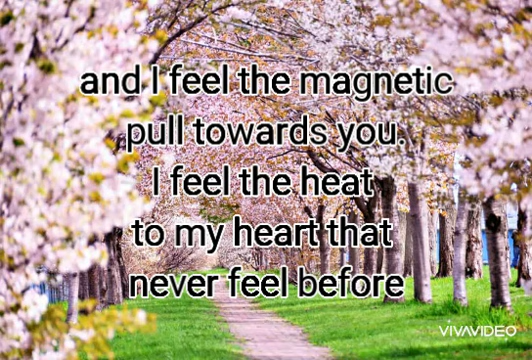 and I feel the magnetic
pull towards you.
I feel the heat
to my heart that
never feel before
VIVAVIDEO